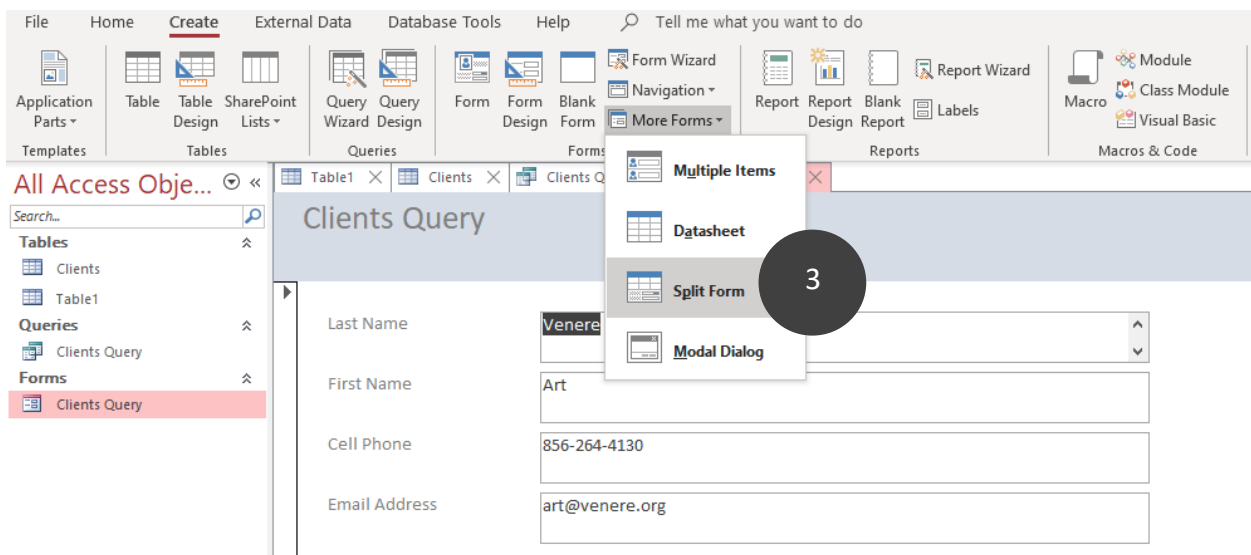 File Home Create External Data Database Tools Help Tell me what you want to do
Application Parts
Table
Table Design
SharePoint Lists
Query Wizard
Query Design
Form
Form Design
Blank Form
Form Wizard
Navigation
More Forms
Report
Report Design
Blank Report
Report Wizard
Labels
Macro
Module
Class Module
Visual Basic
Templates Tables Queries Forms Reports Macros & Code
All Access Obje...
Search...
Tables
Clients
Table1
Queries
Clients Query
Forms
Clients Query
Table1 Clients Clients Q
Multiple Items
Datasheet
Split Form
3
Modal Dialog
Clients Query
Last Name Venere
First Name Art
Cell Phone 856-264-4130
Email Address art@venere.org